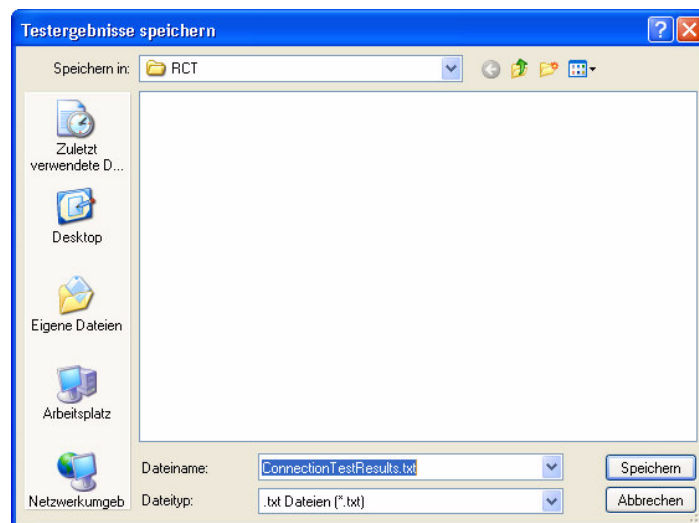 Testergebnisse speichern
Speichern in: RCT
Zuletzt
verwendete D...
Desktop
Eigene Dateien
Arbeitsplatz
Netzwerkumgeb
Dateiname: ConnectionTestResults.txt Speichern
Dateityp: .txt Dateien (*.txt) Abbrechen